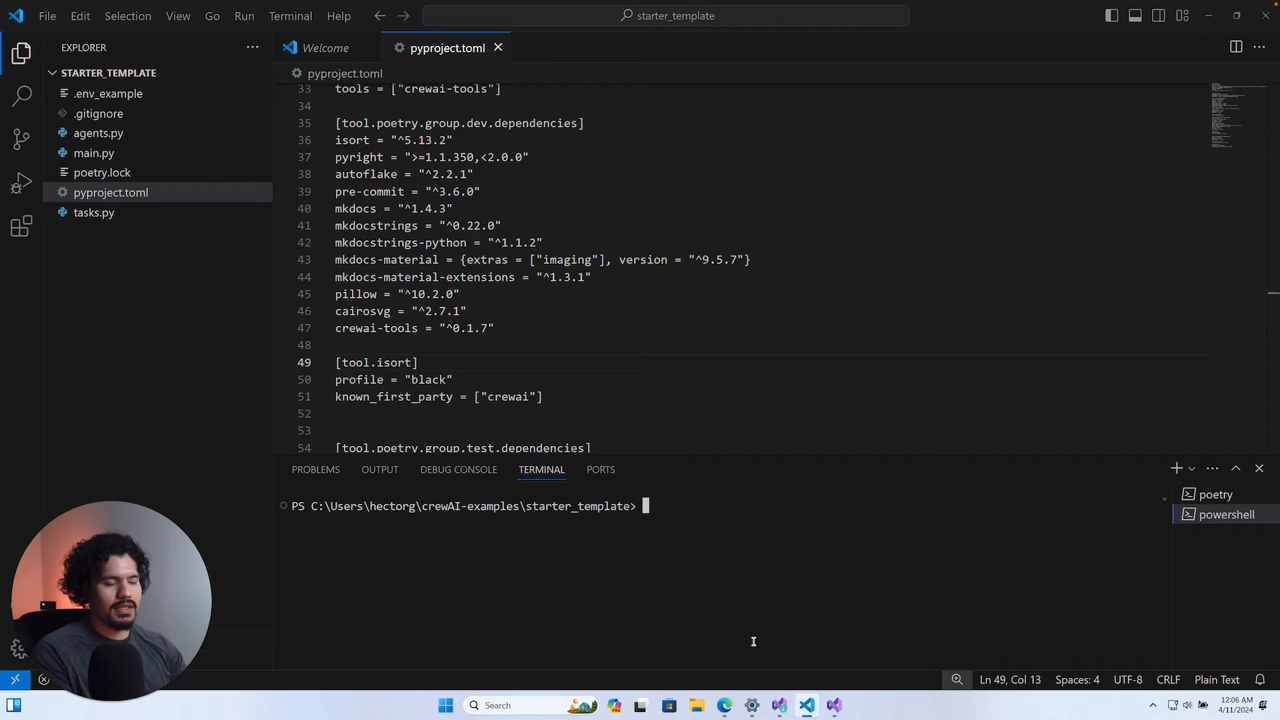 File Edit Selection View Go Run Terminal Help
starter_template
EXPLORER
STARTER_TEMPLATE
.env_example
.gitignore
agents.py
main.py
poetry.lock
pyproject.toml
tasks.py
Welcome
pyproject.toml
pyproject.toml
33 tools = ["crewai-tools"]
34
35 [tool.poetry.group.dev.dependencies]
36 isort = "^5.13.2"
37 pyright = ">=1.1.350,<2.0.0"
38 autoflake = "^2.2.1"
39 pre-commit = "^3.6.0"
40 mkdocs = "^1.4.3"
41 mkdocstrings = "^0.22.0"
42 mkdocstrings-python = "^1.1.2"
43 mkdocs-material = {extras = ["imaging"], version = "^9.5.7"}
44 mkdocs-material-extensions = "^1.3.1"
45 pillow = "^10.2.0"
46 cairosvg = "^2.7.1"
47 crewai-tools = "^0.1.7"
48
49 [tool.isort]
50 profile = "black"
51 known_first_party = ["crewai"]
52
53
54 [tool.poetry.group.test.dependencies]
PROBLEMS OUTPUT DEBUG CONSOLE TERMINAL PORTS
PS C:\Users\hectorg\crewAI-examples\starter_template>
poetry
powershell
Ln 49, Col 13 Spaces: 4 UTF-8 CRLF Plain Text
Search
12:06 AM
4/11/2024